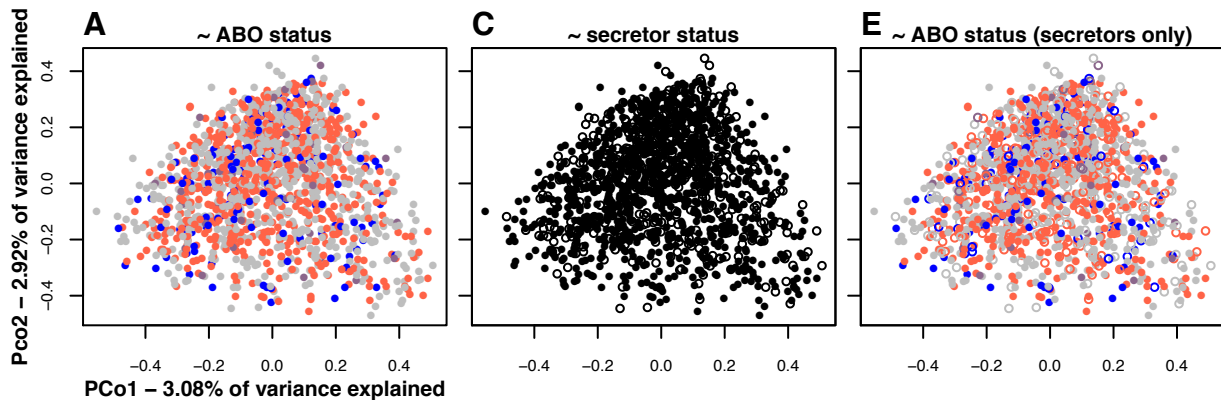 A
~ ABO status
C
~ secretor status
E
~ ABO status (secretors only)
Pco2 – 2.92% of variance explained
0.4
0.2
0.0
−0.2
−0.4
−0.4 −0.2 0.0 0.2 0.4
−0.4 −0.2 0.0 0.2 0.4
−0.4 −0.2 0.0 0.2 0.4
PCo1 – 3.08% of variance explained